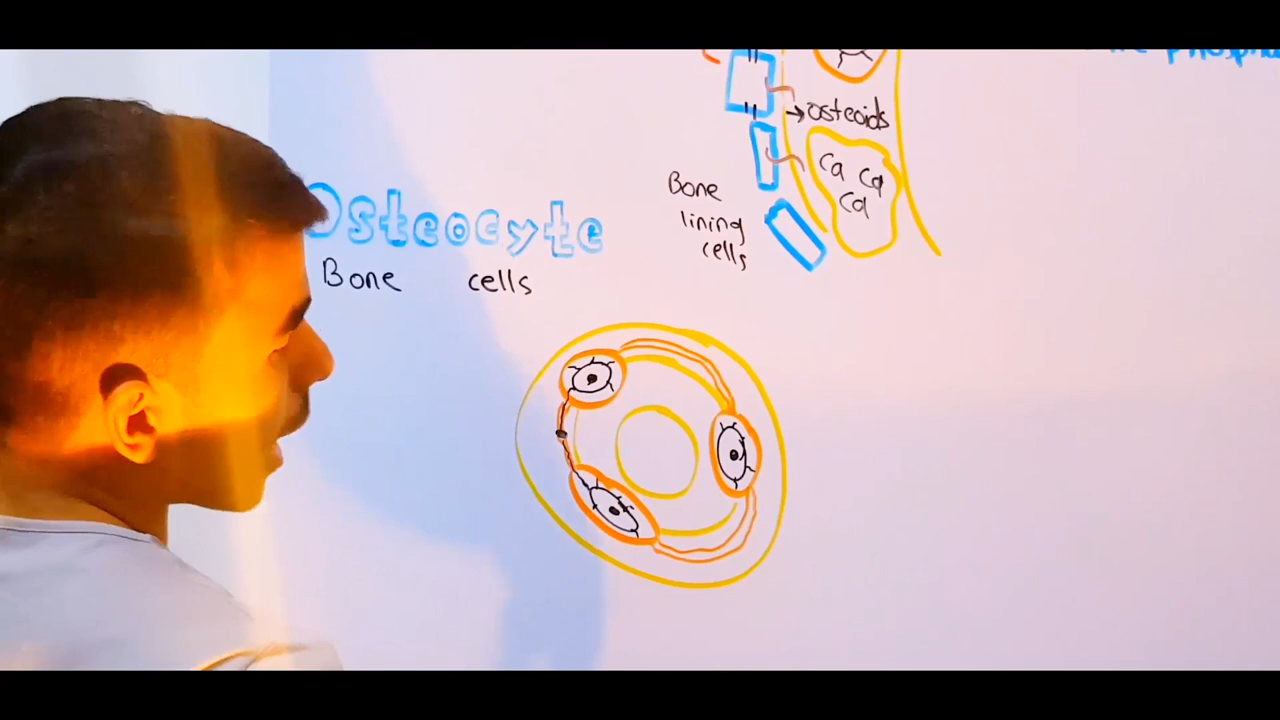 osteoids
Ca Ca
Ca
Bone
lining
cells
Osteocyte
Bone cells